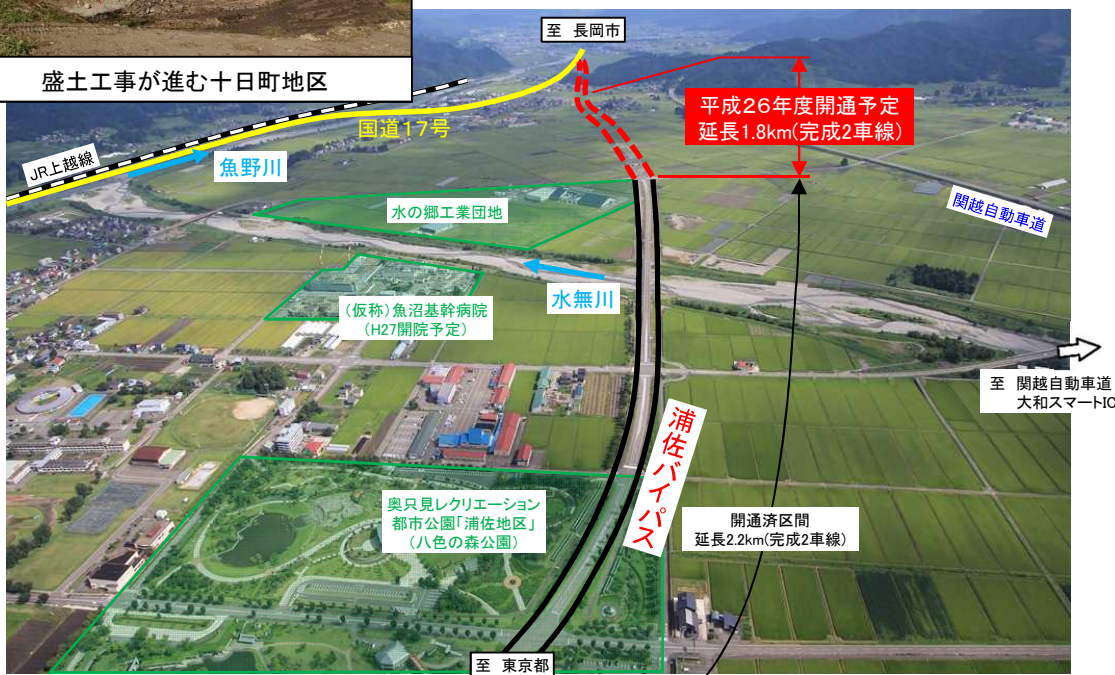 盛土工事が進む十日町地区
至 長岡市
平成26年度開通予定
延長1.8km(完成2車線)
国道17号
JR上越線
魚野川
水の郷工業団地
関越自動車道
(仮称)魚沼基幹病院
(H27開院予定)
水無川
至 関越自動車道
大和スマートIC
浦佐バイパス
奥只見レクリエーション
都市公園「浦佐地区」
(八色の森公園)
開通済区間
延長2.2km(完成2車線)
至 東京都